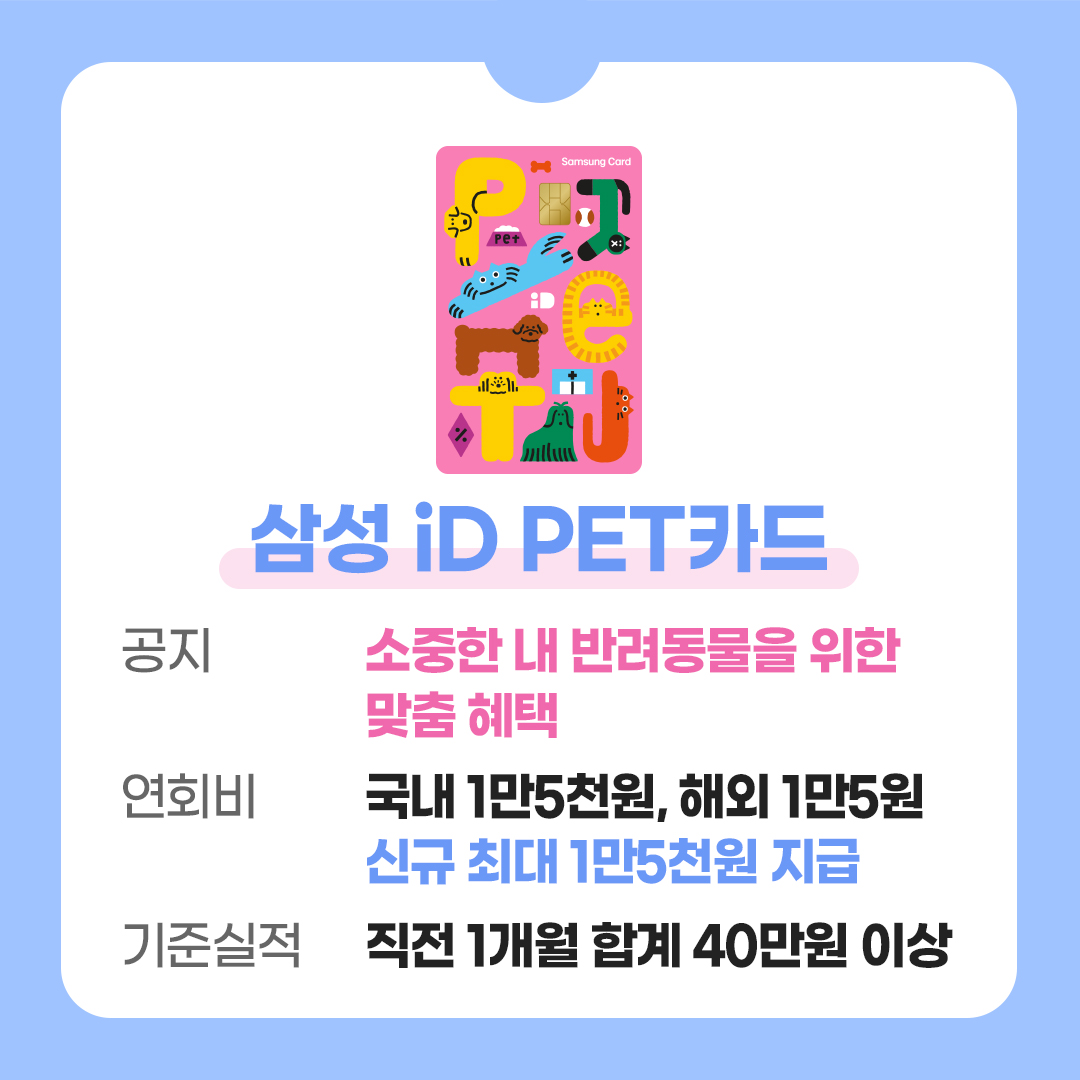 Samsung Card
PeT
iD
삼성 iD PET카드
공지
소중한 내 반려동물을 위한
맞춤 혜택
연회비
국내 1만5천원, 해외 1만5원
신규 최대 1만5천원 지급
기준실적
직전 1개월 합계 40만원 이상